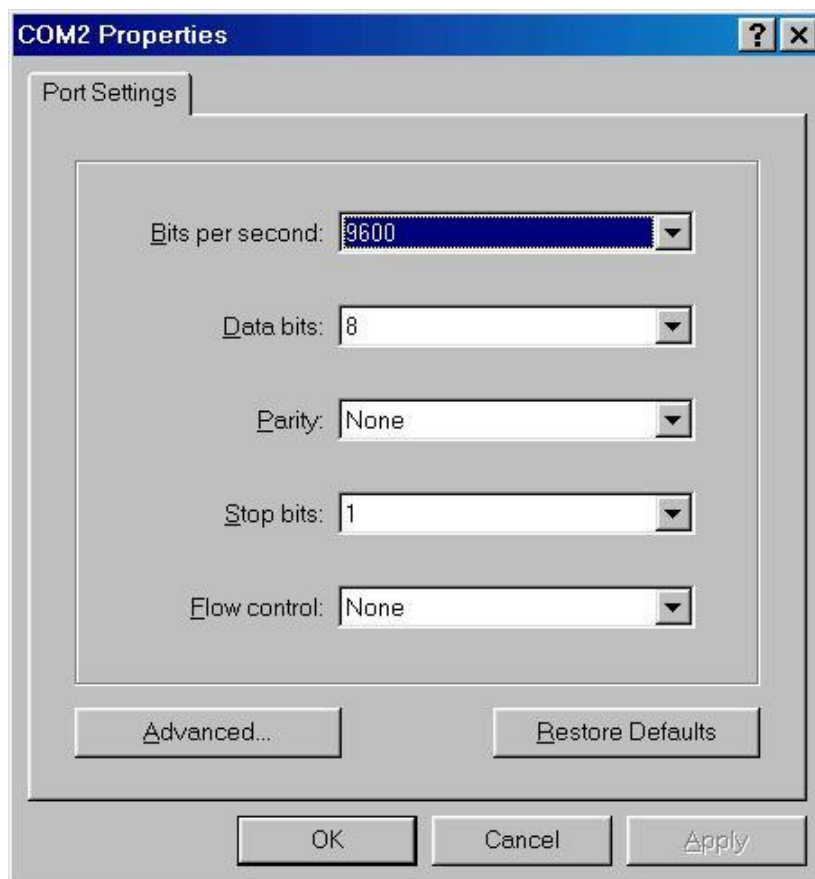 COM2 Properties
Port Settings
Bits per second: 9600
Data bits: 8
Parity: None
Stop bits: 1
Flow control: None
Advanced... Restore Defaults
OK Cancel Apply